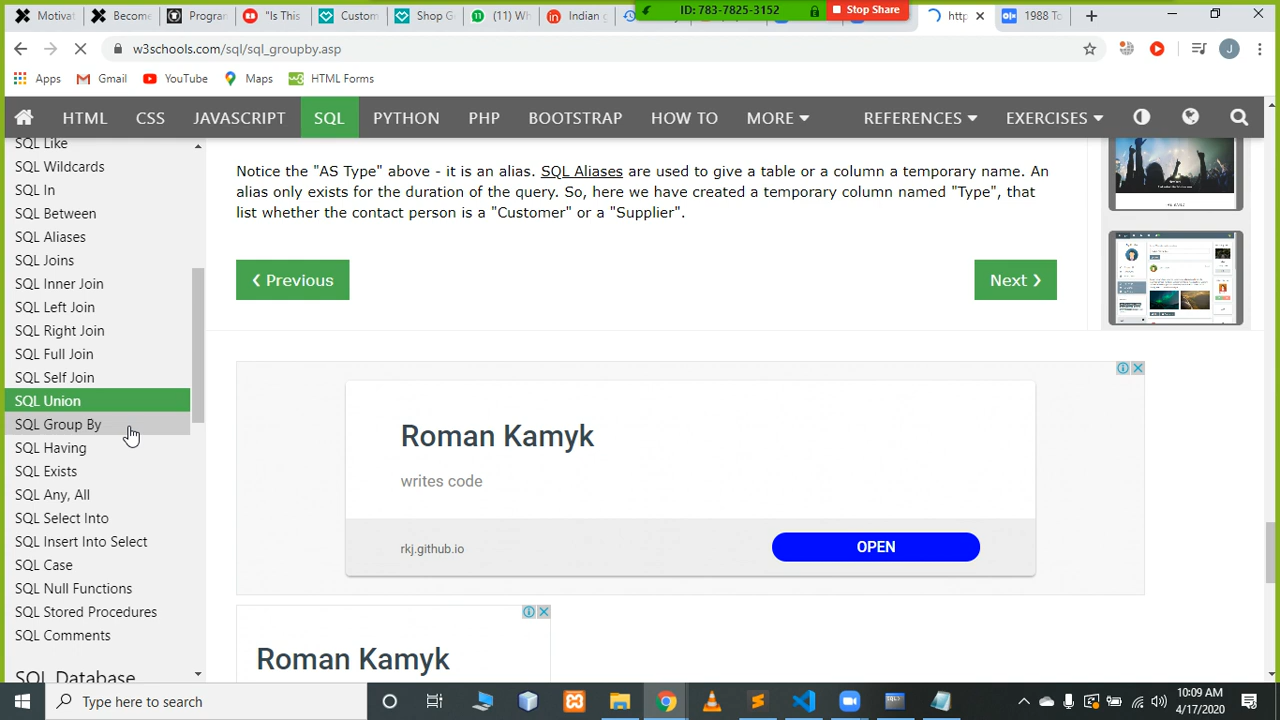 Motivat
Become
Progran
"Is This
Custom
Shop G
(11) Wh
Indian g
ID: 783-7825-3152
Stop Share
http
1988 To
w3schools.com/sql/sql_groupby.asp
J
Apps
Gmail
YouTube
Maps
HTML Forms
HTML
CSS
JAVASCRIPT
SQL
PYTHON
PHP
BOOTSTRAP
HOW TO
MORE
REFERENCES
EXERCISES
SQL Like
SQL Wildcards
SQL In
SQL Between
SQL Aliases
SQL Joins
SQL Inner Join
SQL Left Join
SQL Right Join
SQL Full Join
SQL Self Join
SQL Union
SQL Group By
SQL Having
SQL Exists
SQL Any, All
SQL Select Into
SQL Insert Into Select
SQL Case
SQL Null Functions
SQL Stored Procedures
SQL Comments
SQL Database
Notice the "AS Type" above - it is an alias. SQL Aliases are used to give a table or a column a temporary name. An
alias only exists for the duration of the query. So, here we have created a temporary column named "Type", that
list whether the contact person is a "Customer" or a "Supplier".
❮ Previous
Next ❯
Roman Kamyk
writes code
rkj.github.io
OPEN
Roman Kamyk
Type here to search
10:09 AM
4/17/2020